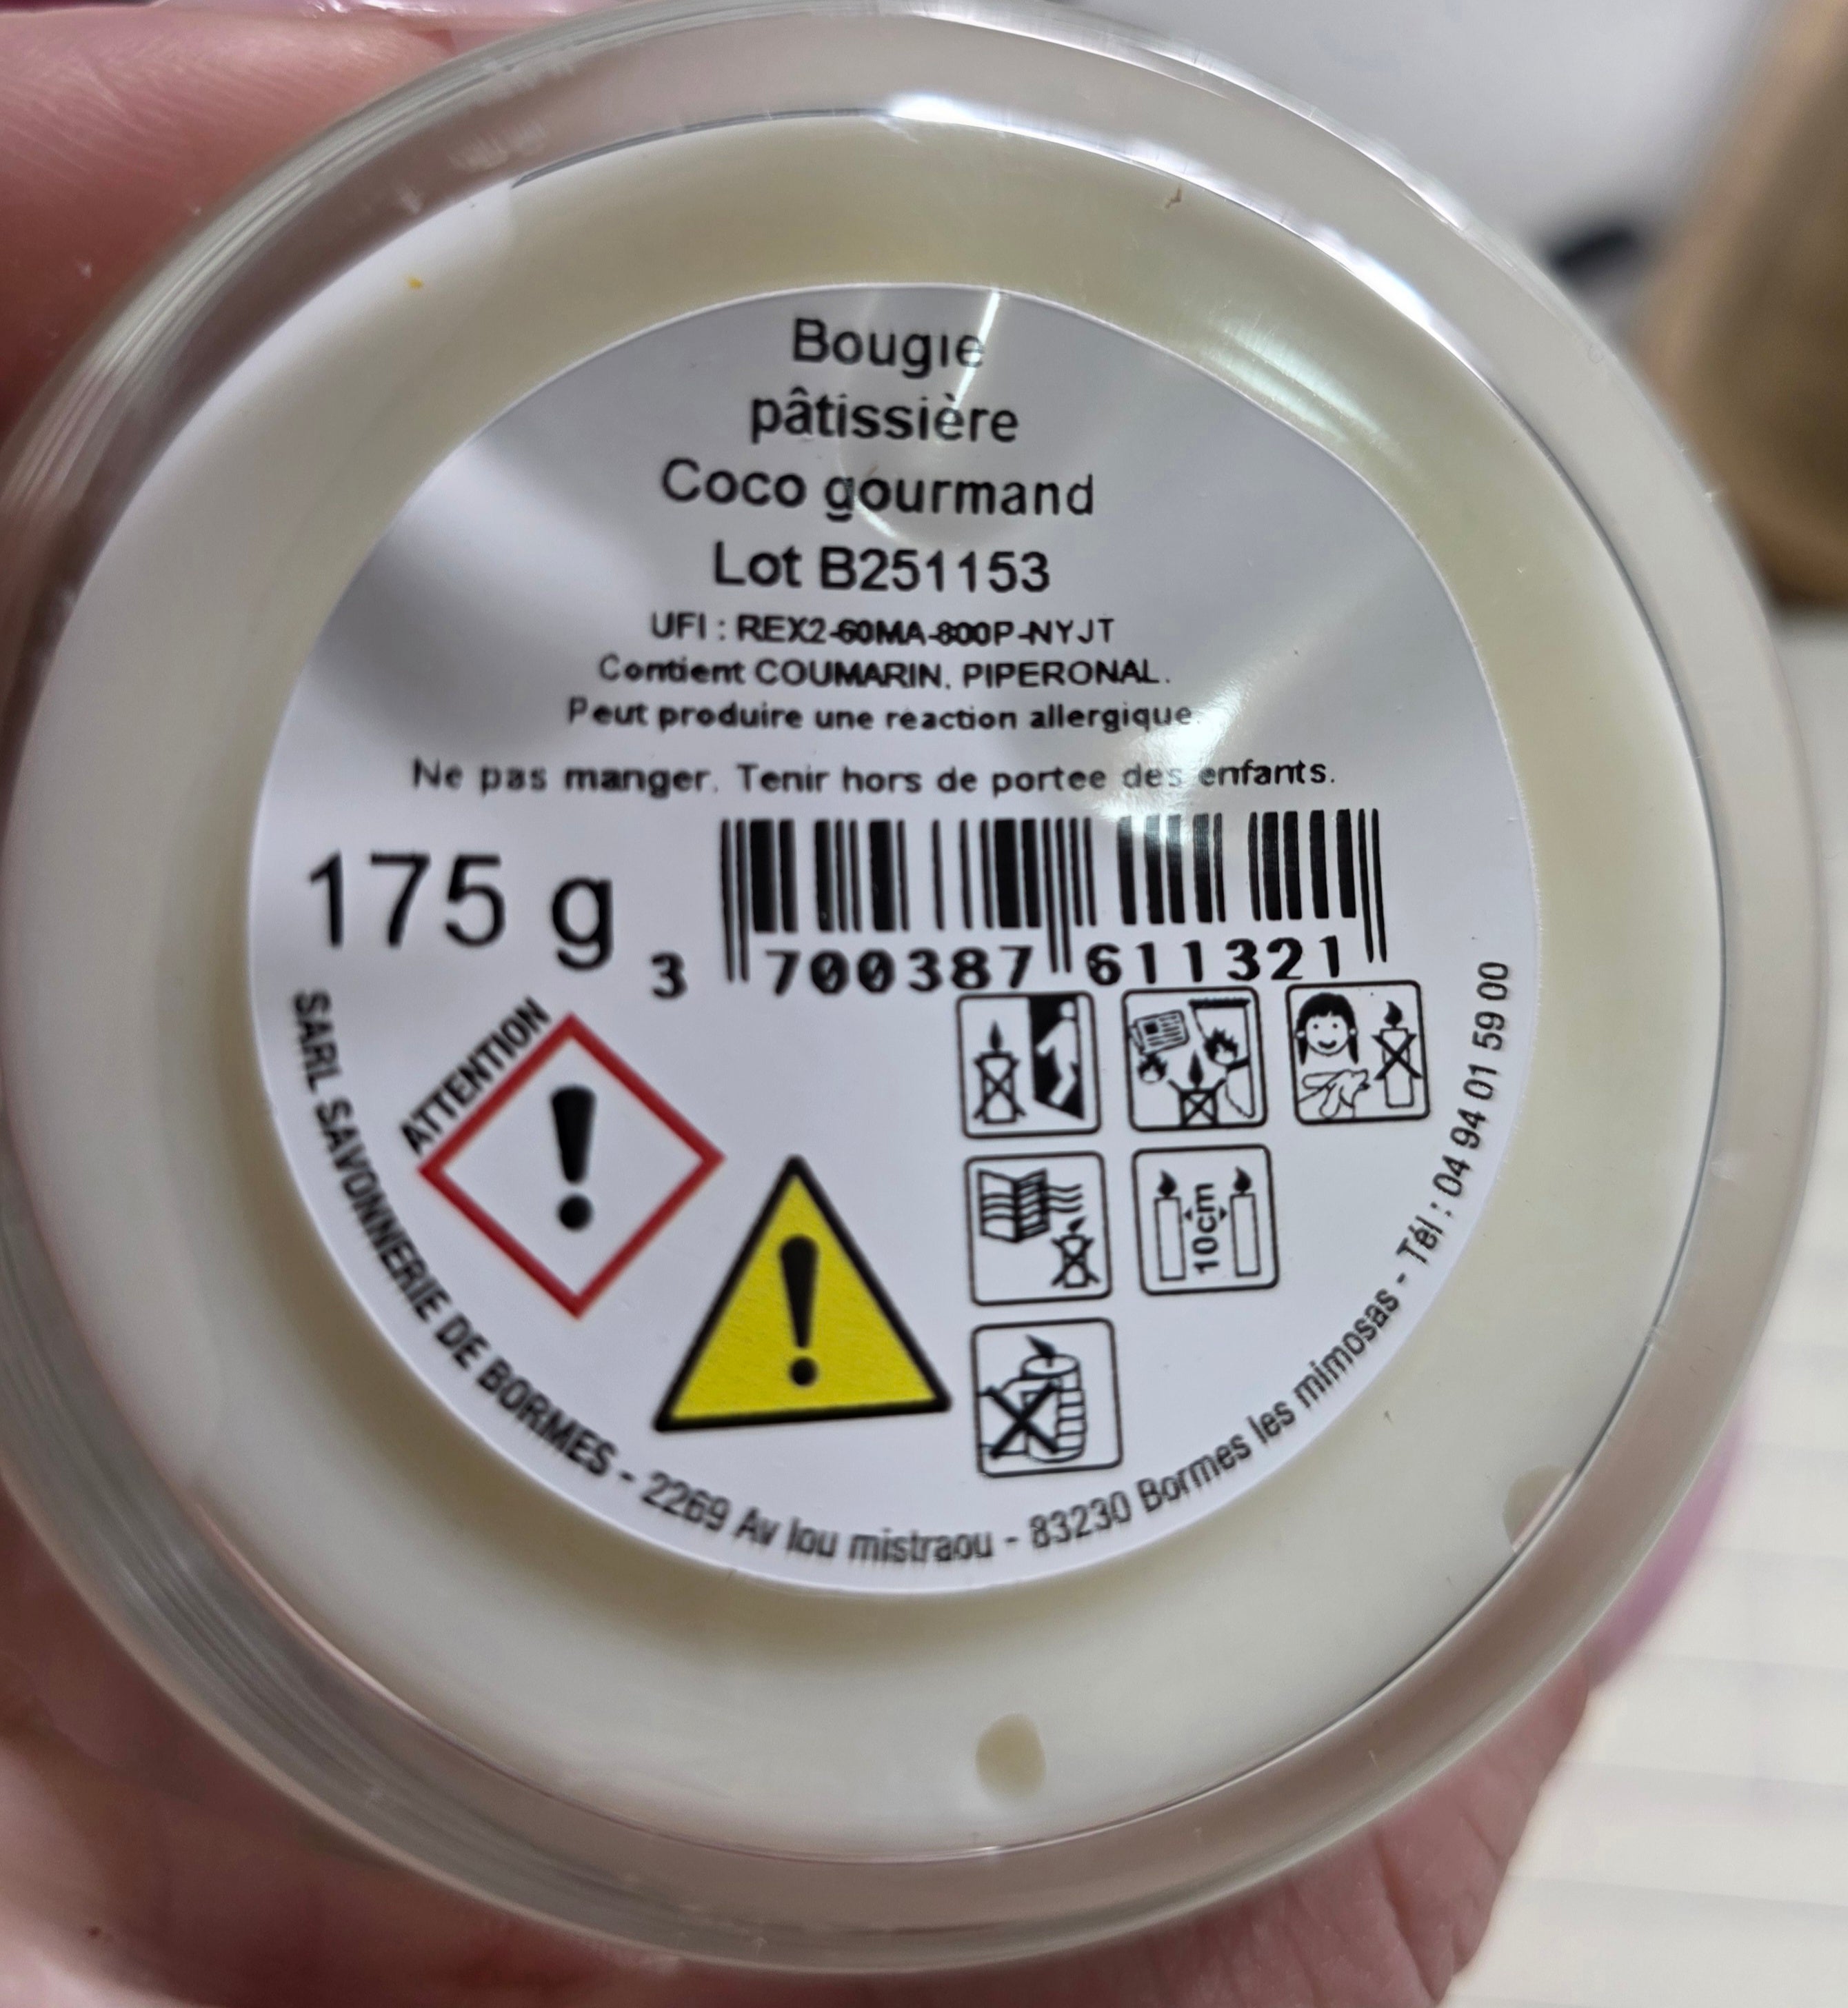 Bougie
pâtissière
Coco gourmand
Lot B251153
UFI : REX2-60MA-800P-NYJT
Contient COUMARIN. PIPERONAL.
Peut produire une reaction allergique.
Ne pas manger. Tenir hors de portee des enfants.
175 g
3 700387 611321
ATTENTION
10cm
SARL SAVONNERIE DE BORMES - 2269 Av lou mistraou - 83230 Bormes les mimosas - Tél : 04 94 01 59 00